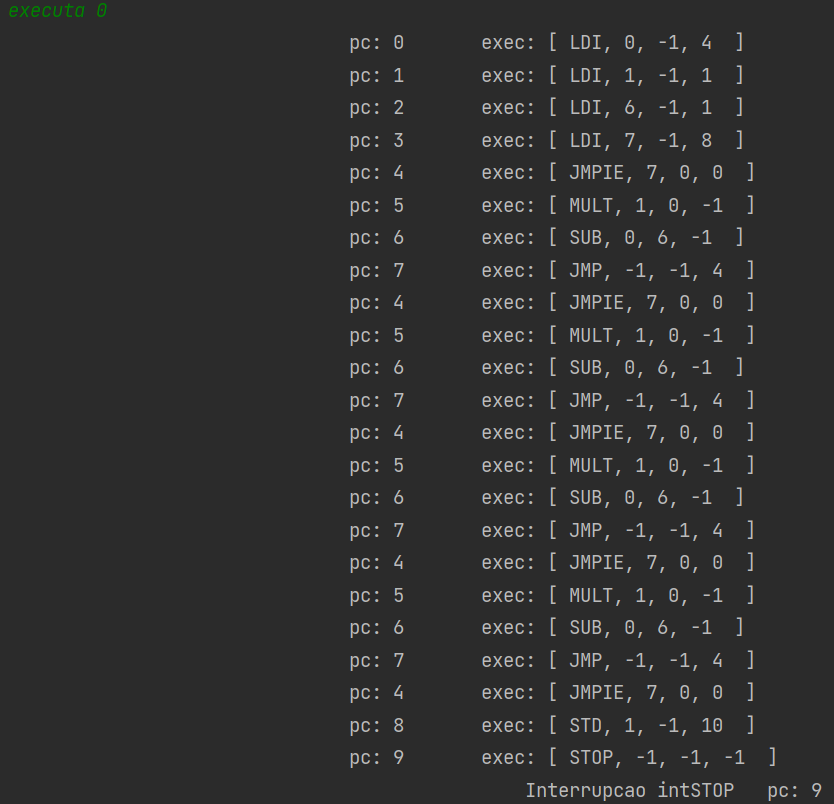 executa 0
pc: 0 exec: [ LDI, 0, -1, 4 ]
pc: 1 exec: [ LDI, 1, -1, 1 ]
pc: 2 exec: [ LDI, 6, -1, 1 ]
pc: 3 exec: [ LDI, 7, -1, 8 ]
pc: 4 exec: [ JMPIE, 7, 0, 0 ]
pc: 5 exec: [ MULT, 1, 0, -1 ]
pc: 6 exec: [ SUB, 0, 6, -1 ]
pc: 7 exec: [ JMP, -1, -1, 4 ]
pc: 4 exec: [ JMPIE, 7, 0, 0 ]
pc: 5 exec: [ MULT, 1, 0, -1 ]
pc: 6 exec: [ SUB, 0, 6, -1 ]
pc: 7 exec: [ JMP, -1, -1, 4 ]
pc: 4 exec: [ JMPIE, 7, 0, 0 ]
pc: 5 exec: [ MULT, 1, 0, -1 ]
pc: 6 exec: [ SUB, 0, 6, -1 ]
pc: 7 exec: [ JMP, -1, -1, 4 ]
pc: 4 exec: [ JMPIE, 7, 0, 0 ]
pc: 5 exec: [ MULT, 1, 0, -1 ]
pc: 6 exec: [ SUB, 0, 6, -1 ]
pc: 7 exec: [ JMP, -1, -1, 4 ]
pc: 4 exec: [ JMPIE, 7, 0, 0 ]
pc: 8 exec: [ STD, 1, -1, 10 ]
pc: 9 exec: [ STOP, -1, -1, -1 ]
Interrupcao intSTOP pc: 9